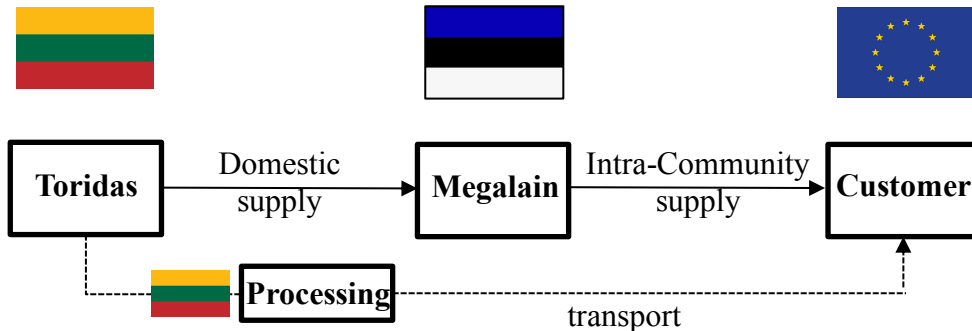 Toridas
Domestic
supply
Megalain
Intra-Community
supply
Customer
Processing
transport